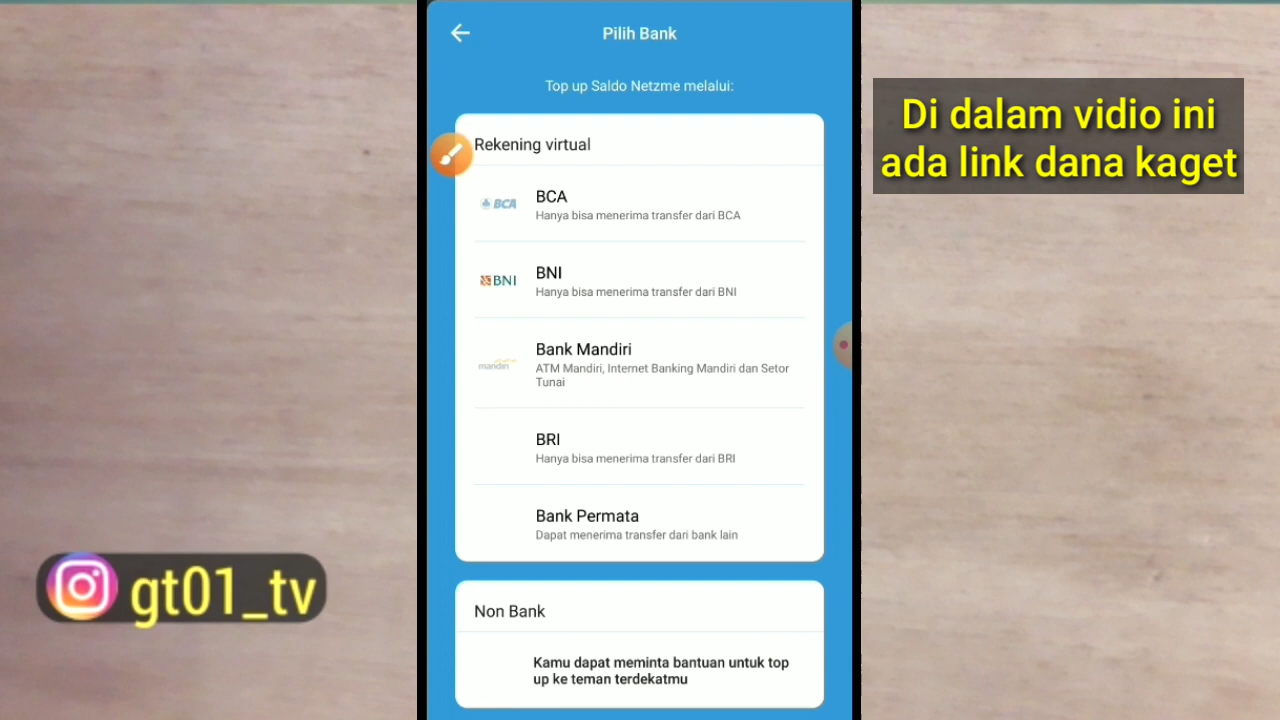 Pilih Bank
Top up Saldo Netzme melalui:
Rekening virtual
BCA
BCA
Hanya bisa menerima transfer dari BCA
BNI
BNI
Hanya bisa menerima transfer dari BNI
mandiri
Bank Mandiri
ATM Mandiri, Internet Banking Mandiri dan Setor
Tunai
BRI
Hanya bisa menerima transfer dari BRI
Bank Permata
Dapat menerima transfer dari bank lain
Non Bank
Kamu dapat meminta bantuan untuk top
up ke teman terdekatmu
Di dalam vidio ini
ada link dana kaget
gt01_tv